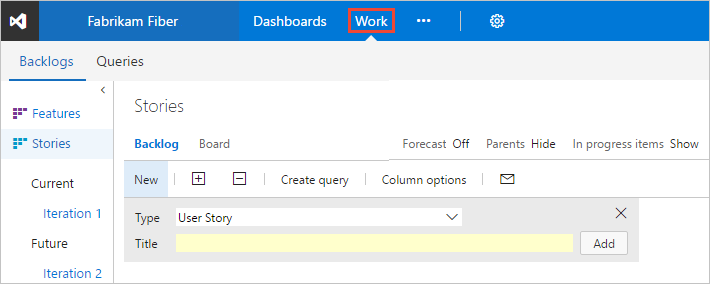 Fabrikam Fiber Dashboards Work
Backlogs Queries
Features
Stories
Current
Iteration 1
Future
Iteration 2
Stories
Backlog Board Forecast Off Parents Hide In progress items Show
New Create query Column options
Type User Story
Title Add